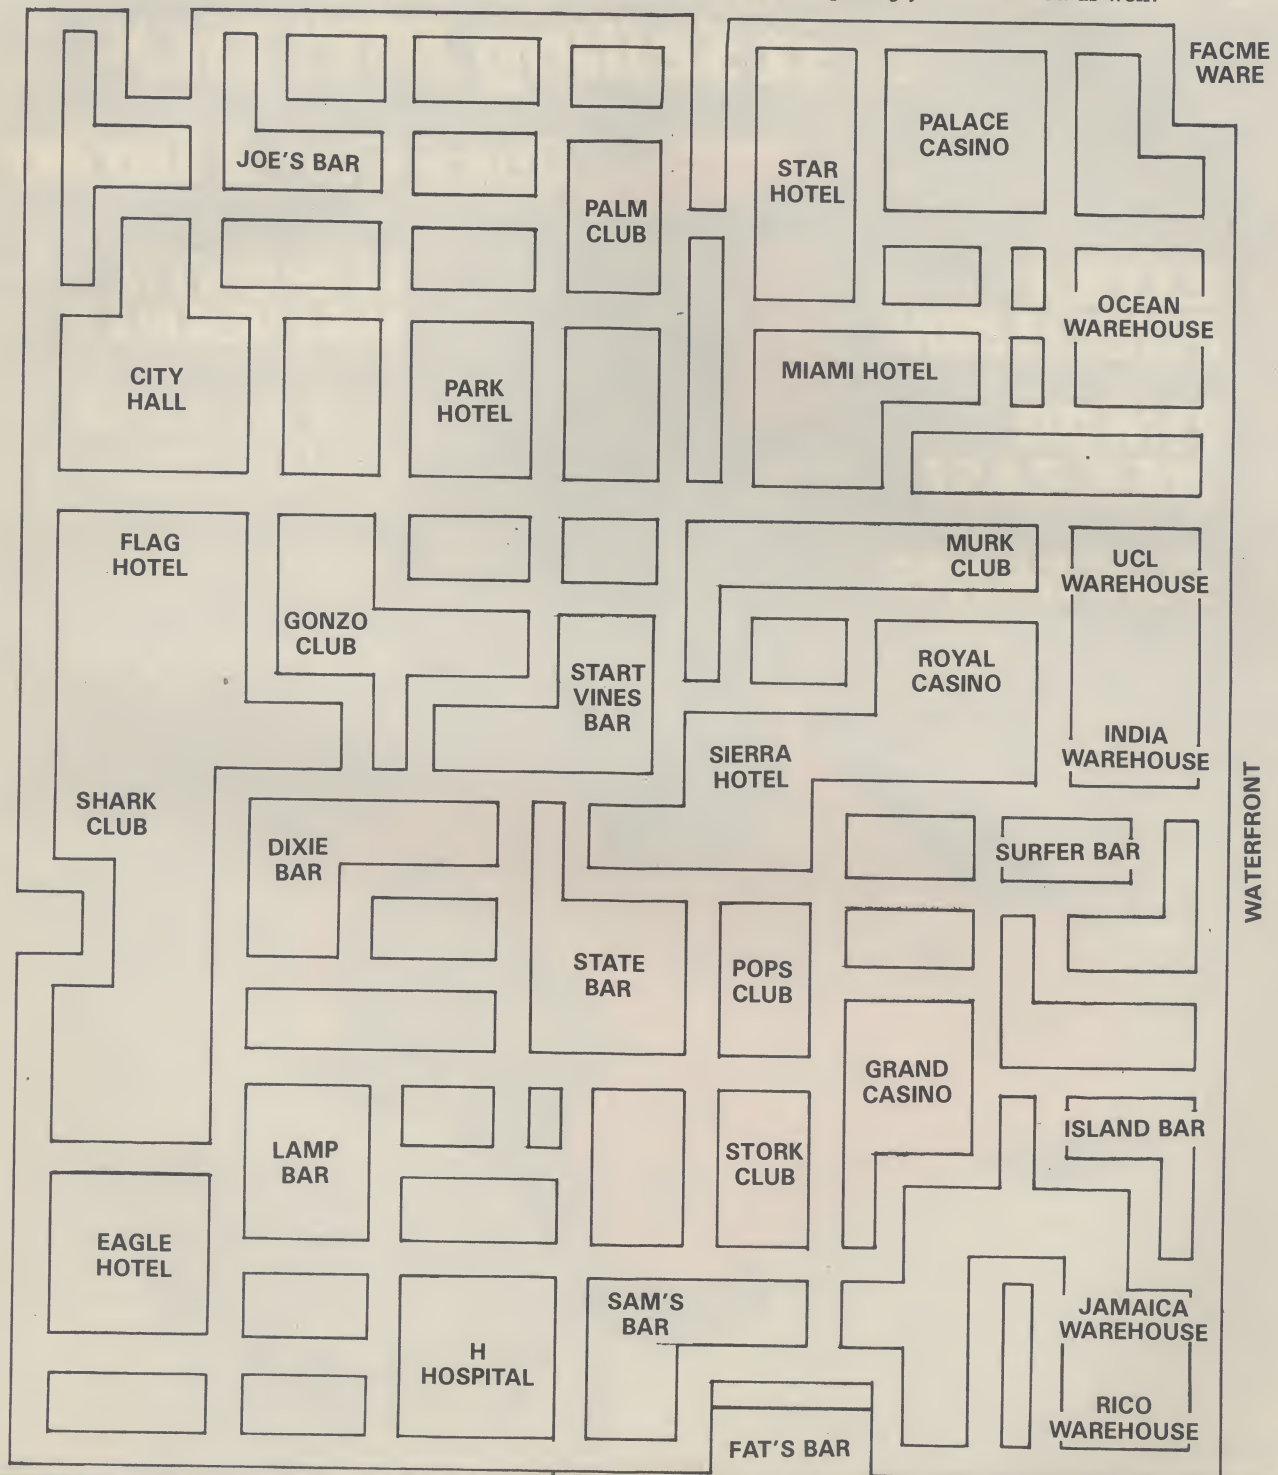 FACME
WARE
PALACE
CASINO
JOE'S BAR
STAR
HOTEL
PALM
CLUB
OCEAN
WAREHOUSE
CITY
HALL
PARK
HOTEL
MIAMI HOTEL
FLAG
HOTEL
MURK
CLUB
UCL
WAREHOUSE
GONZO
CLUB
START
VINES
BAR
ROYAL
CASINO
SIERRA
HOTEL
INDIA
WAREHOUSE
SHARK
CLUB
DIXIE
BAR
SURFER BAR
WATERFRONT
STATE
BAR
POPS
CLUB
GRAND
CASINO
LAMP
BAR
STORK
CLUB
ISLAND BAR
EAGLE
HOTEL
SAM'S
BAR
JAMAICA
WAREHOUSE
H
HOSPITAL
RICO
WAREHOUSE
FAT'S BAR